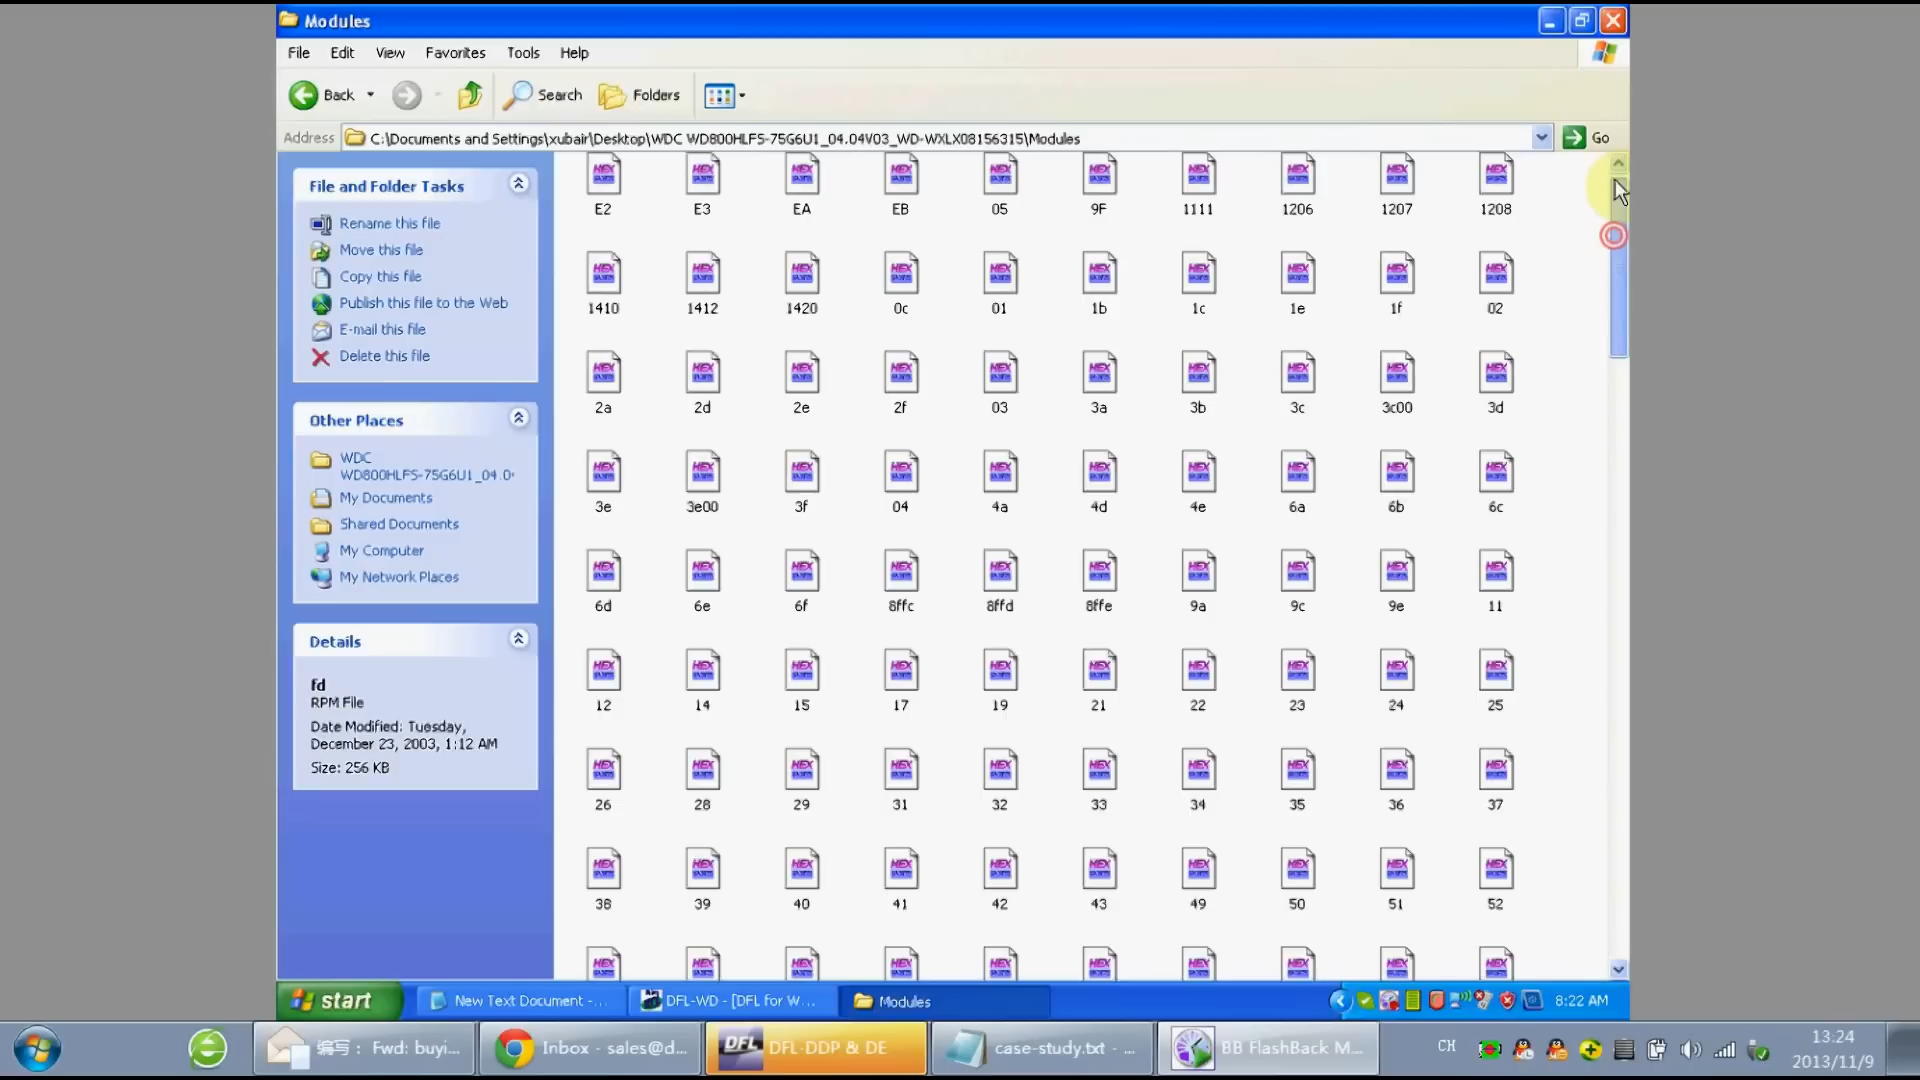 Modules
File Edit View Favorites Tools Help
Back Search Folders
Address C:\Documents and Settings\xubair\Desktop\WDC WD800HLFS-75G6U1_04.04V03_WD-WXLX08156315\Modules Go
File and Folder Tasks
Rename this file
Move this file
Copy this file
Publish this file to the Web
E-mail this file
Delete this file
Other Places
WDC
WD800HLFS-75G6U1_04.0
My Documents
Shared Documents
My Computer
My Network Places
Details
fd
RPM File
Date Modified: Tuesday,
December 23, 2003, 1:12 AM
Size: 256 KB
E2 E3 EA EB 05 9F 1111 1206 1207 1208
1410 1412 1420 0c 01 1b 1c 1e 1f 02
2a 2d 2e 2f 03 3a 3b 3c 3c00 3d
3e 3e00 3f 04 4a 4d 4e 6a 6b 6c
6d 6e 6f 8ffc 8ffd 8ffe 9a 9c 9e 11
12 14 15 17 19 21 22 23 24 25
26 28 29 31 32 33 34 35 36 37
38 39 40 41 42 43 49 50 51 52
start New Text Document -... DFL-WD - [DFL for W... Modules 8:22 AM
编写： Fwd: buyi... Inbox - sales@d... DFL DFL-DDP & DE case-study.txt - ... BB FlashBack M... CH 13:24
2013/11/9